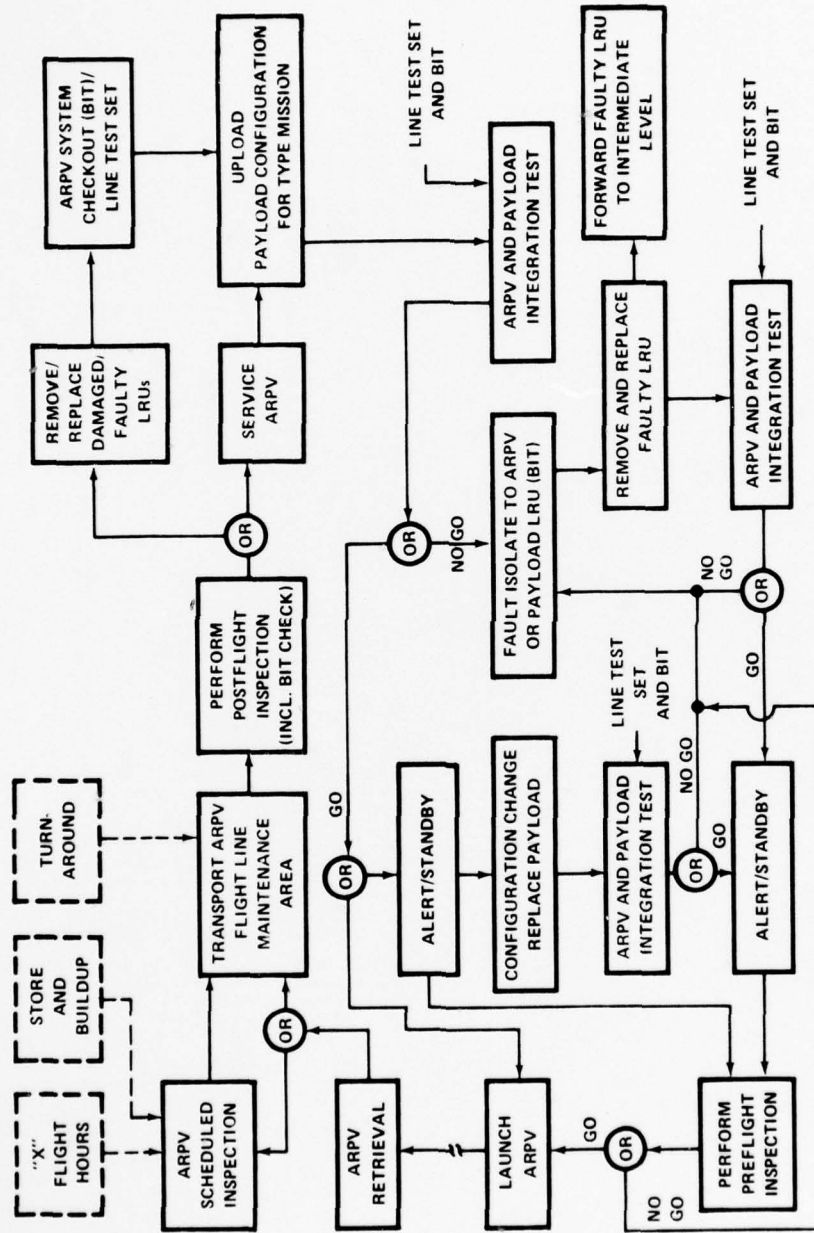 "X"
FLIGHT
HOURS
STORE
AND
BUILDUP
TURN-
AROUND
ARPV
SCHEDULED
INSPECTION
TRANSPORT ARPV
FLIGHT LINE
MAINTENANCE
AREA
OR
PERFORM
POSTFLIGHT
INSPECTION
(INCL. BIT CHECK)
OR
REMOVE/
REPLACE
DAMAGED/
FAULTY
LRUs
ARPV SYSTEM
CHECKOUT (BIT)/
LINE TEST SET
SERVICE
ARPV
UPLOAD
PAYLOAD CONFIGURATION
FOR TYPE MISSION
LINE TEST SET
AND BIT
ARPV AND PAYLOAD
INTEGRATION TEST
OR
GO
NO GO
OR
ARPV
RETRIEVAL
LAUNCH
ARPV
ALERT/STANDBY
CONFIGURATION CHANGE
REPLACE PAYLOAD
LINE TEST
SET
AND BIT
ARPV AND PAYLOAD
INTEGRATION TEST
OR
NO GO
GO
FAULT ISOLATE TO ARPV
OR PAYLOAD LRU (BIT)
REMOVE AND REPLACE
FAULTY LRU
FORWARD FAULTY LRU
TO INTERMEDIATE
LEVEL
LINE TEST SET
AND BIT
ARPV AND PAYLOAD
INTEGRATION TEST
OR
NO
GO
GO
ALERT/STANDBY
PERFORM
PREFLIGHT
INSPECTION
OR
GO
NO
GO